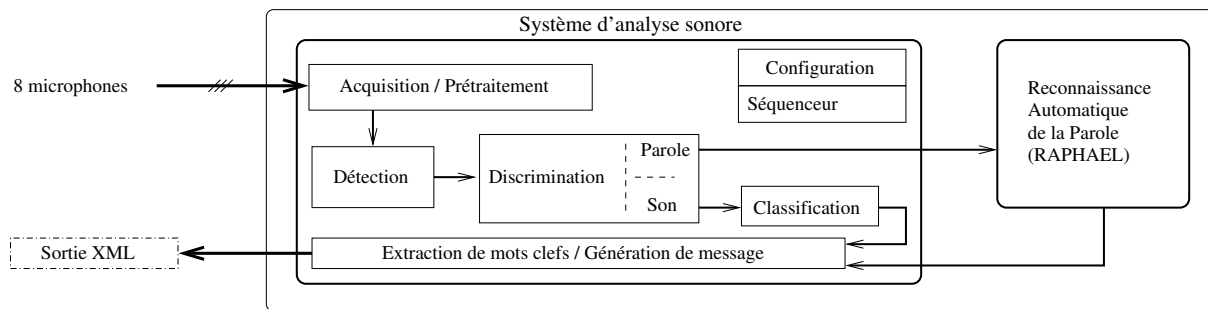 Système d'analyse sonore
8 microphones
Acquisition / Prétraitement
Configuration
Séquenceur
Reconnaissance
Automatique
de la Parole
(RAPHAEL)
Détection
Discrimination
Parole
Son
Classification
Sortie XML
Extraction de mots clefs / Génération de message